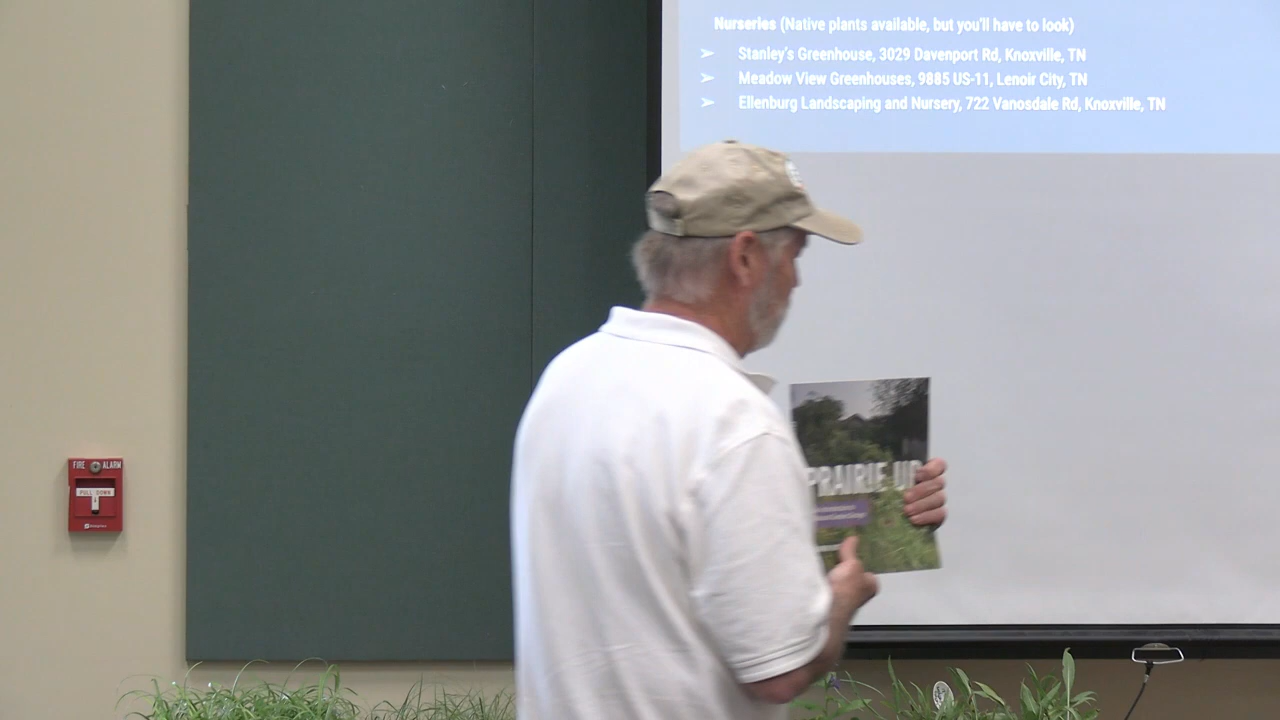 Nurseries (Native plants available, but you'll have to look)
➢ Stanley's Greenhouse, 3029 Davenport Rd, Knoxville, TN
➢ Meadow View Greenhouses, 9885 US-11, Lenoir City, TN
➢ Ellenburg Landscaping and Nursery, 722 Vanosdale Rd, Knoxville, TN
PRAIRIE UP
FIRE ALARM
PULL DOWN